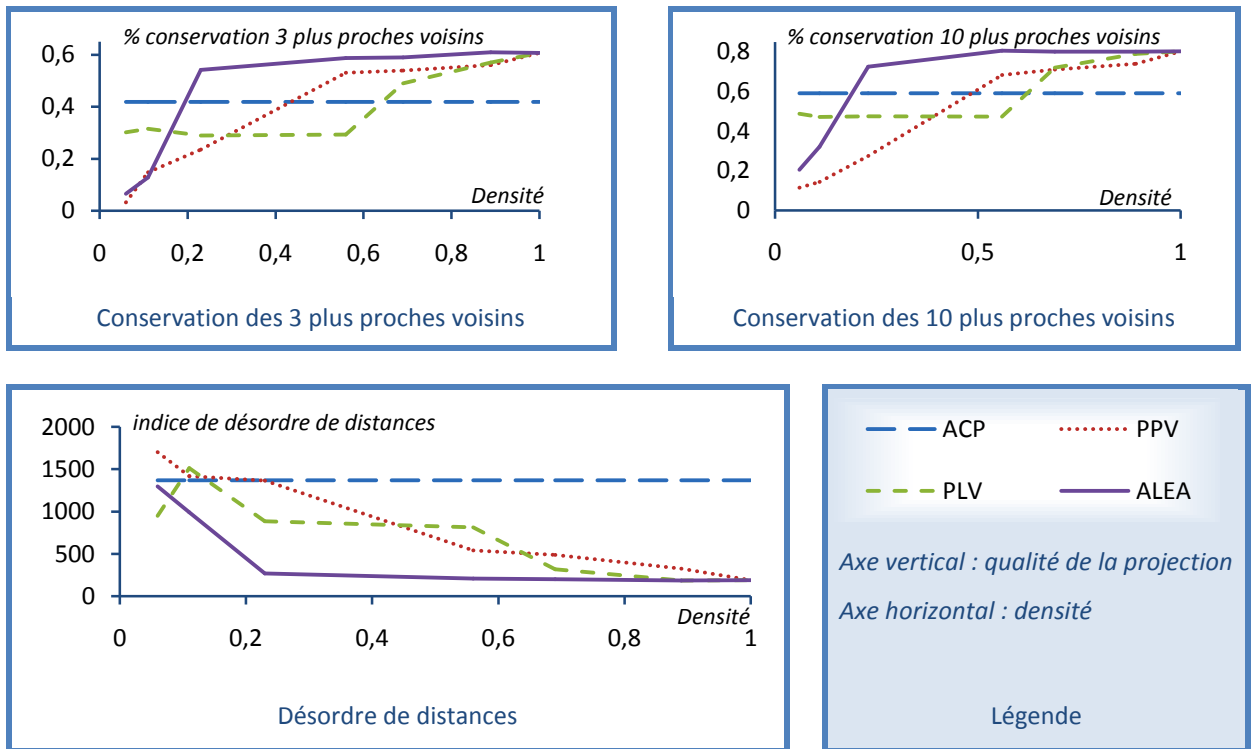 % conservation 3 plus proches voisins
0,6
0,4
0,2
0
Densité
0 0,2 0,4 0,6 0,8 1
Conservation des 3 plus proches voisins
% conservation 10 plus proches voisins
0,8
0,6
0,4
0,2
0
Densité
0 0,5 1
Conservation des 10 plus proches voisins
indice de désordre de distances
2000
1500
1000
500
0
Densité
0 0,2 0,4 0,6 0,8 1
Désordre de distances
ACP PPV
PLV ALEA
Axe vertical : qualité de la projection
Axe horizontal : densité
Légende